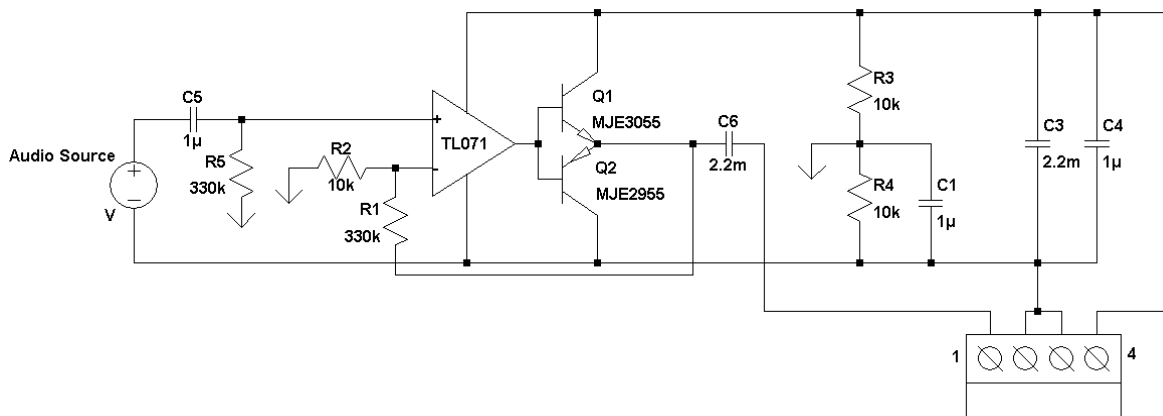 C5
1µ
Audio Source
V
R5
330k
R2
10k
R1
330k
+
-
TL071
Q1
MJE3055
Q2
MJE2955
C6
2.2m
R3
10k
R4
10k
C1
1µ
C3
2.2m
C4
1µ
1
4